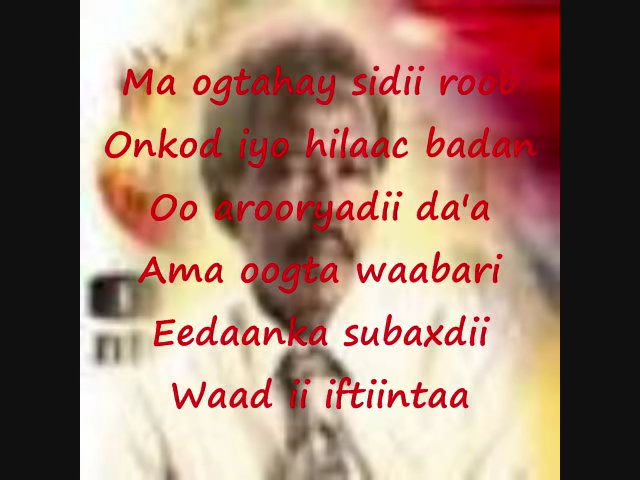 Ma ogtahay sidii roob
Onkod iyo hilaac badan
Oo arooryadii da'a
Ama oogta waabari
Eedaanka subaxdii
Waad ii iftiintaa